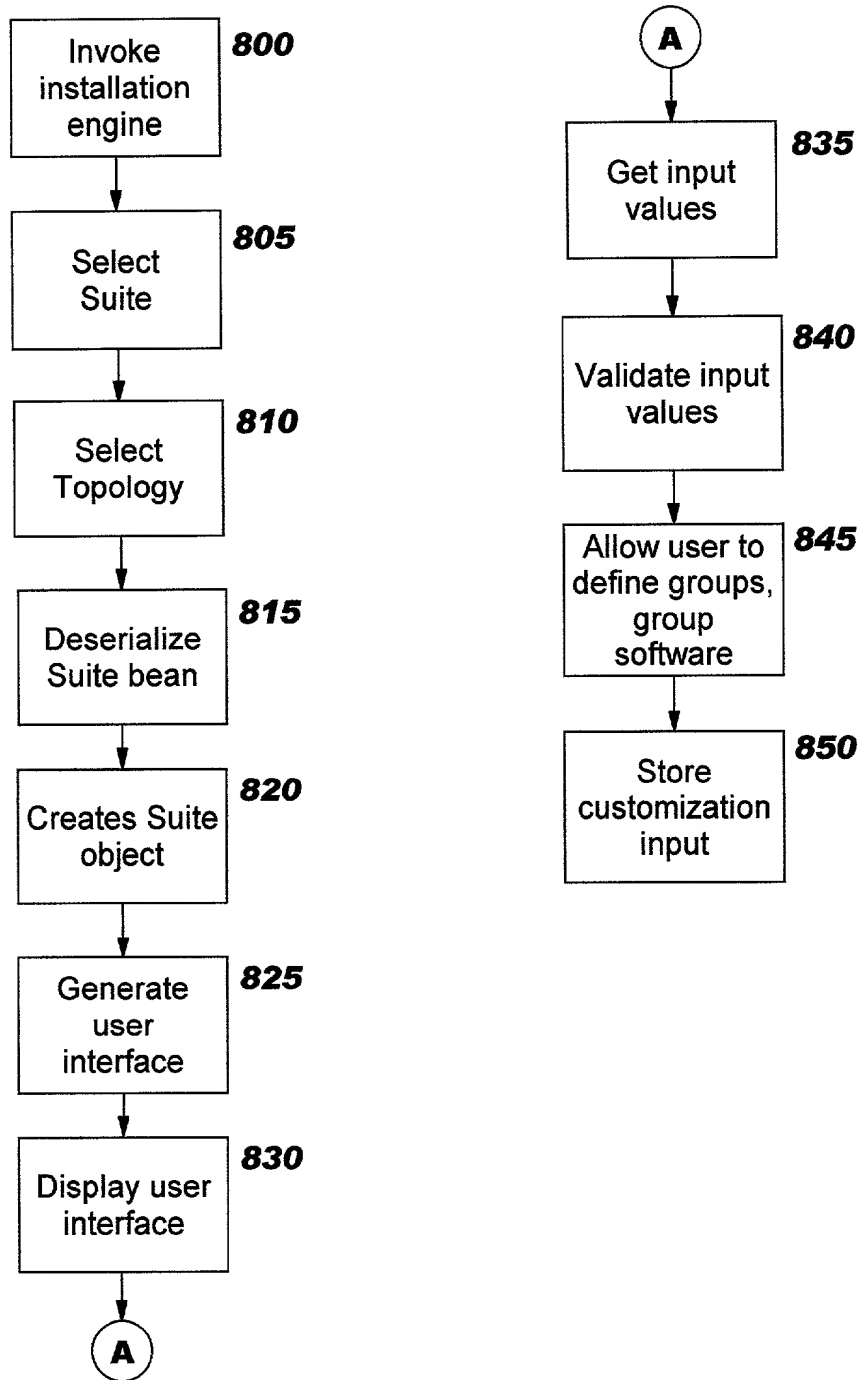 Invoke
installation
engine
800
Select
Suite
805
Select
Topology
810
Deserialize
Suite bean
815
Creates Suite
object
820
Generate
user
interface
825
Display user
interface
830
A
A
Get input
values
835
Validate input
values
840
Allow user to
define groups,
group
software
845
Store
customization
input
850